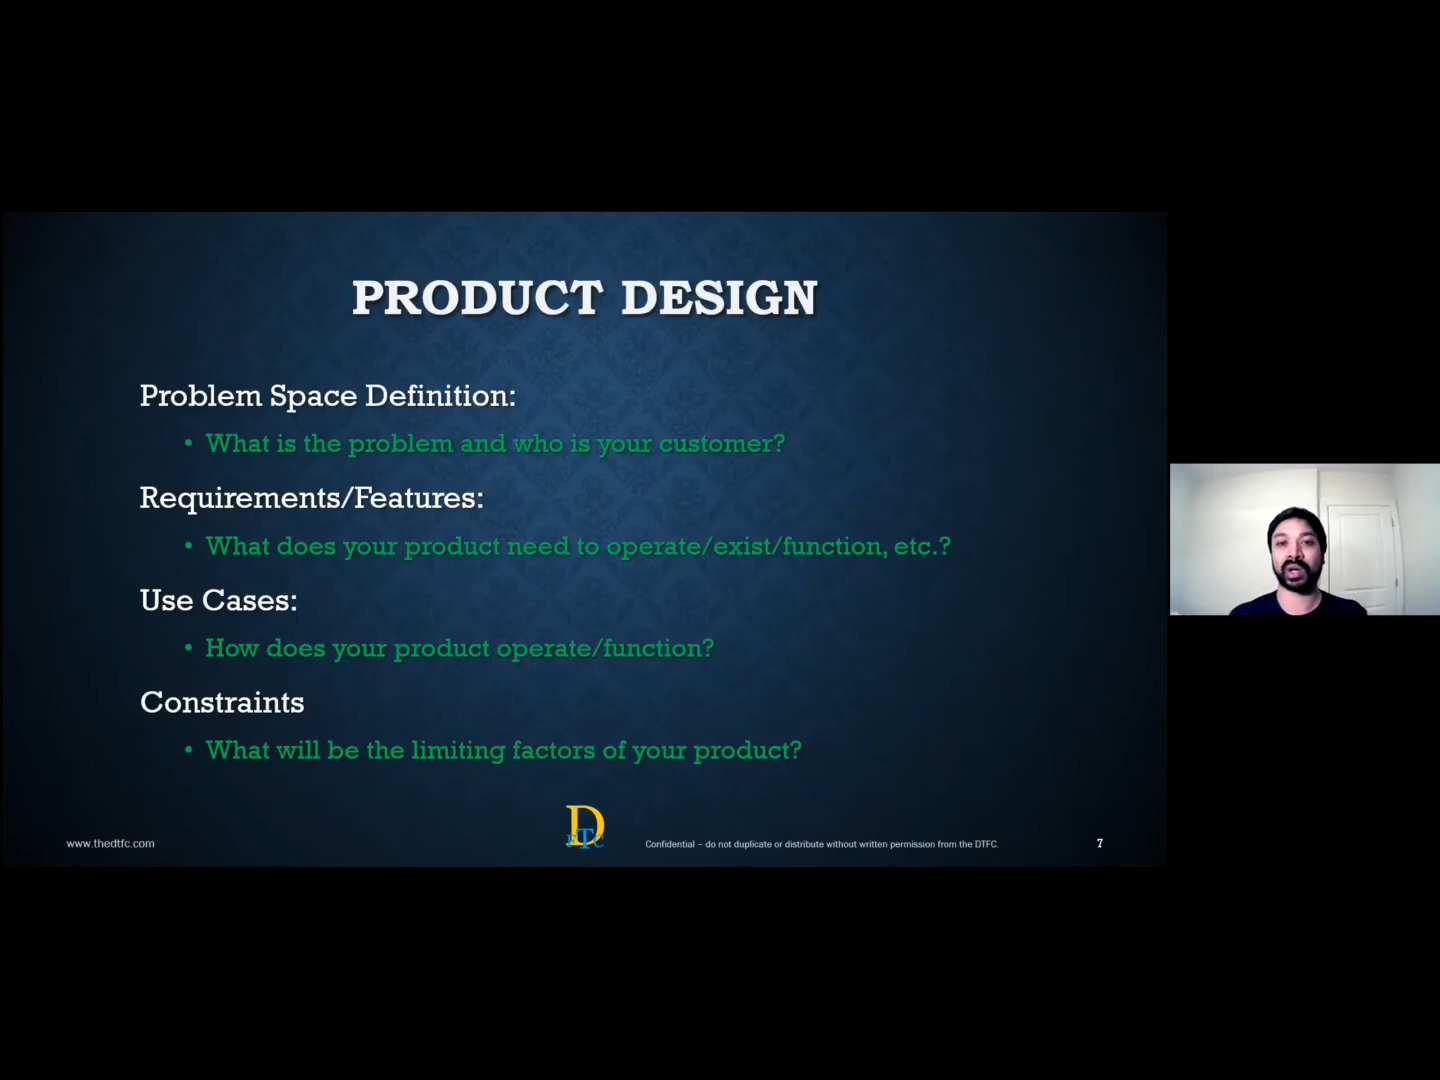 PRODUCT DESIGN
Problem Space Definition:
• What is the problem and who is your customer?
Requirements/Features:
• What does your product need to operate/exist/function, etc.?
Use Cases:
• How does your product operate/function?
Constraints
• What will be the limiting factors of your product?
www.thedtfc.com
DTFC
Confidential – do not duplicate or distribute without written permission from the DTFC.
7